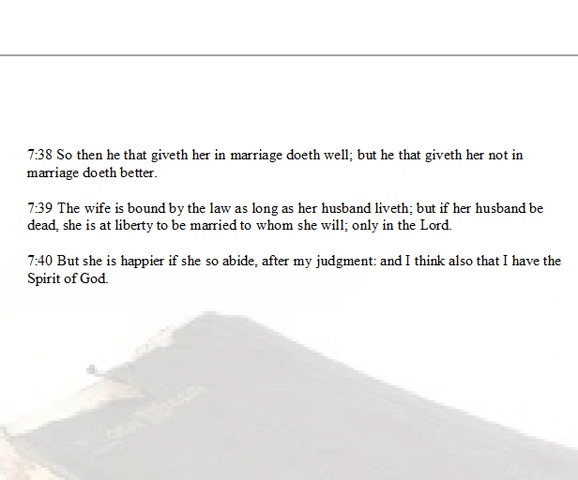 7:38 So then he that giveth her in marriage doeth well; but he that giveth her not in
marriage doeth better.
7:39 The wife is bound by the law as long as her husband liveth; but if her husband be
dead, she is at liberty to be married to whom she will; only in the Lord.
7:40 But she is happier if she so abide, after my judgment: and I think also that I have the
Spirit of God.